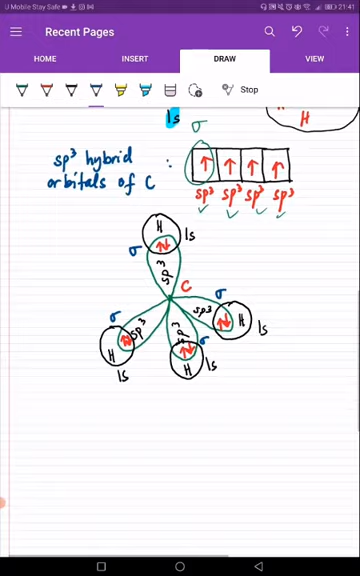 U Mobile Stay Safe
21:41
Recent Pages
HOME INSERT DRAW VIEW
Stop
1s
H
σ
sp³ hybrid
orbitals of C :
sp³ sp³ sp³ sp³
H 1s
σ
sp³
C
σ sp³ σ
sp³ H 1s
H sp³ σ
H 1s
1s